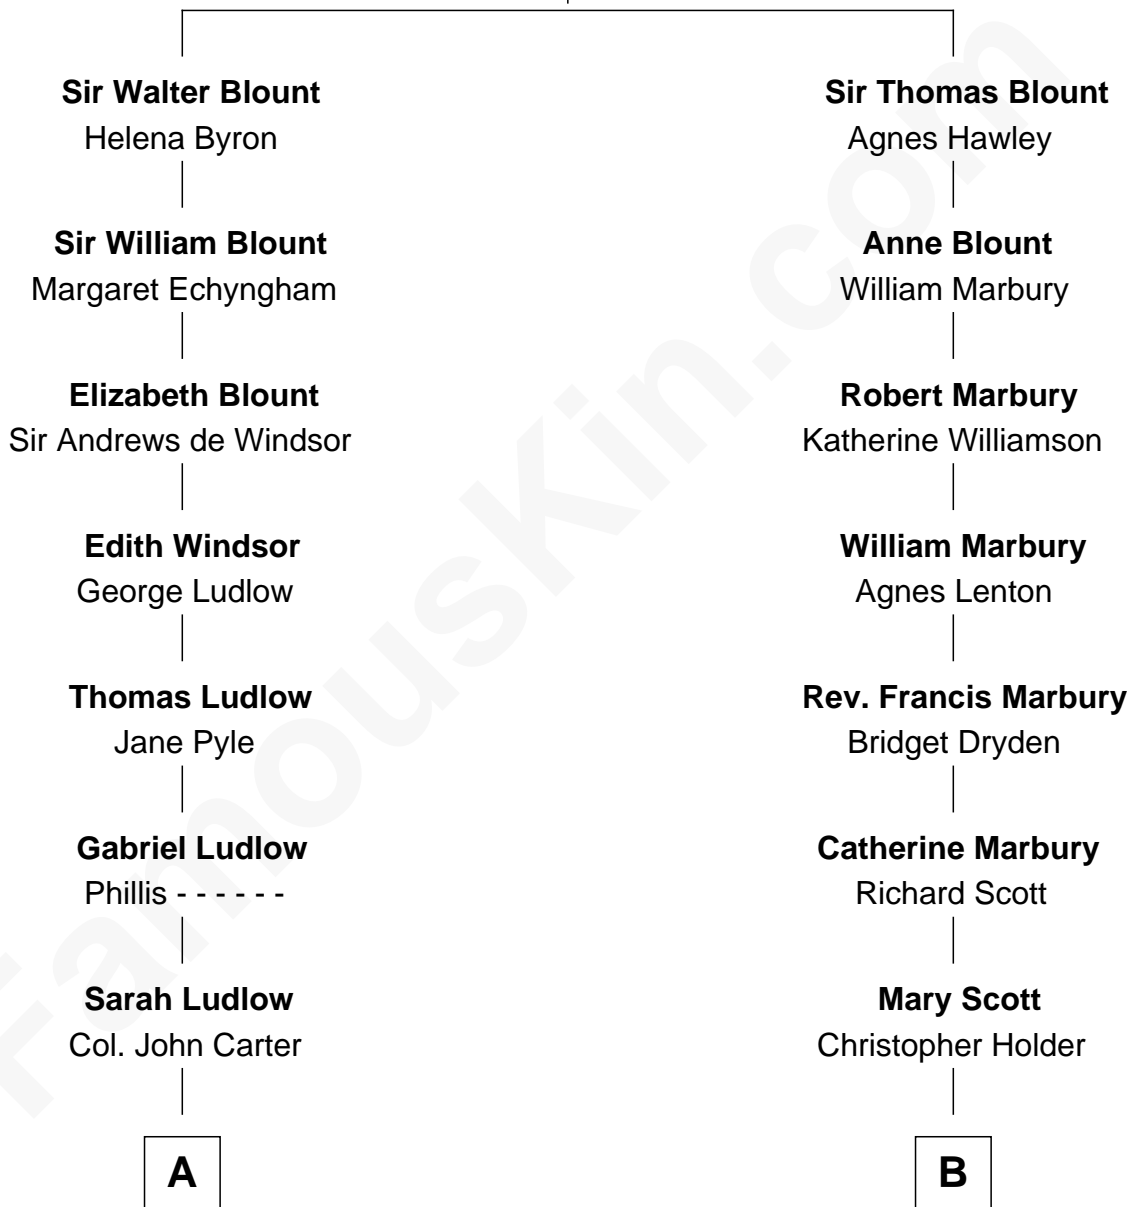 Sir Walter Blount
Helena Byron
Sir William Blount
Margaret Echyngham
Elizabeth Blount
Sir Andrews de Windsor
Edith Windsor
George Ludlow
Thomas Ludlow
Jane Pyle
Gabriel Ludlow
Phillis - - - - - -
Sarah Ludlow
Col. John Carter
A
Sir Thomas Blount
Agnes Hawley
Anne Blount
William Marbury
Robert Marbury
Katherine Williamson
William Marbury
Agnes Lenton
Rev. Francis Marbury
Bridget Dryden
Catherine Marbury
Richard Scott
Mary Scott
Christopher Holder
B
FamousKin.com